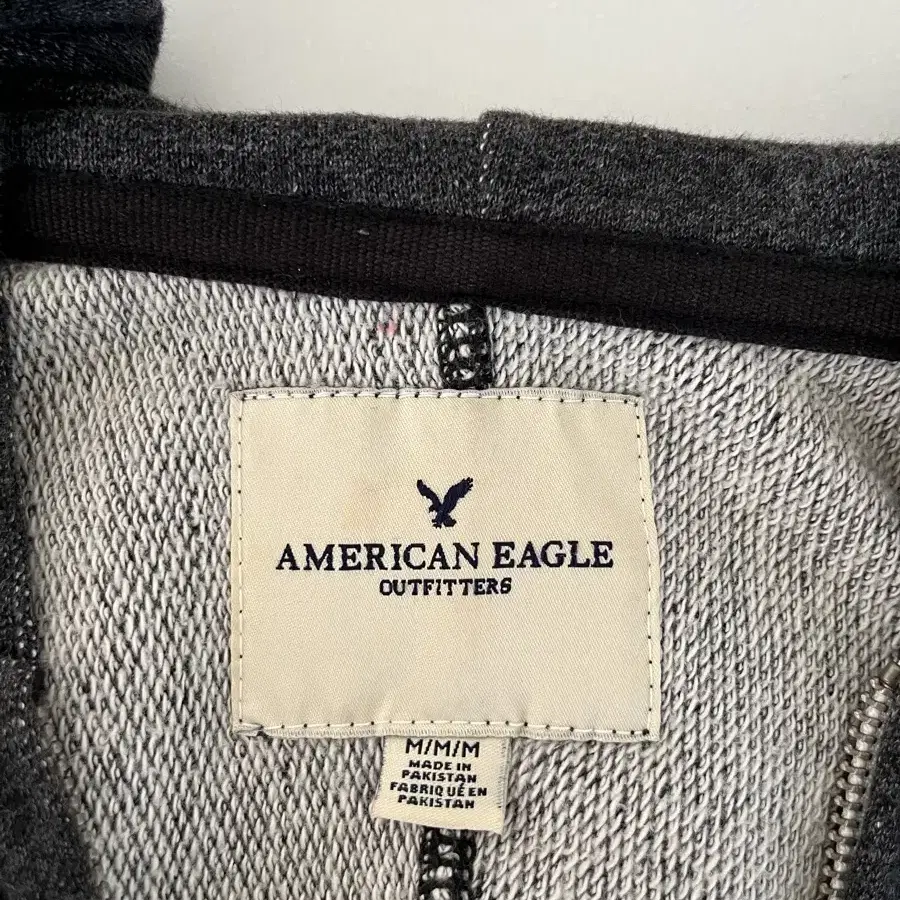 AMERICAN EAGLE
OUTFITTERS
M/M/M
MADE IN
PAKISTAN
FABRIQUÉ EN
PAKISTAN